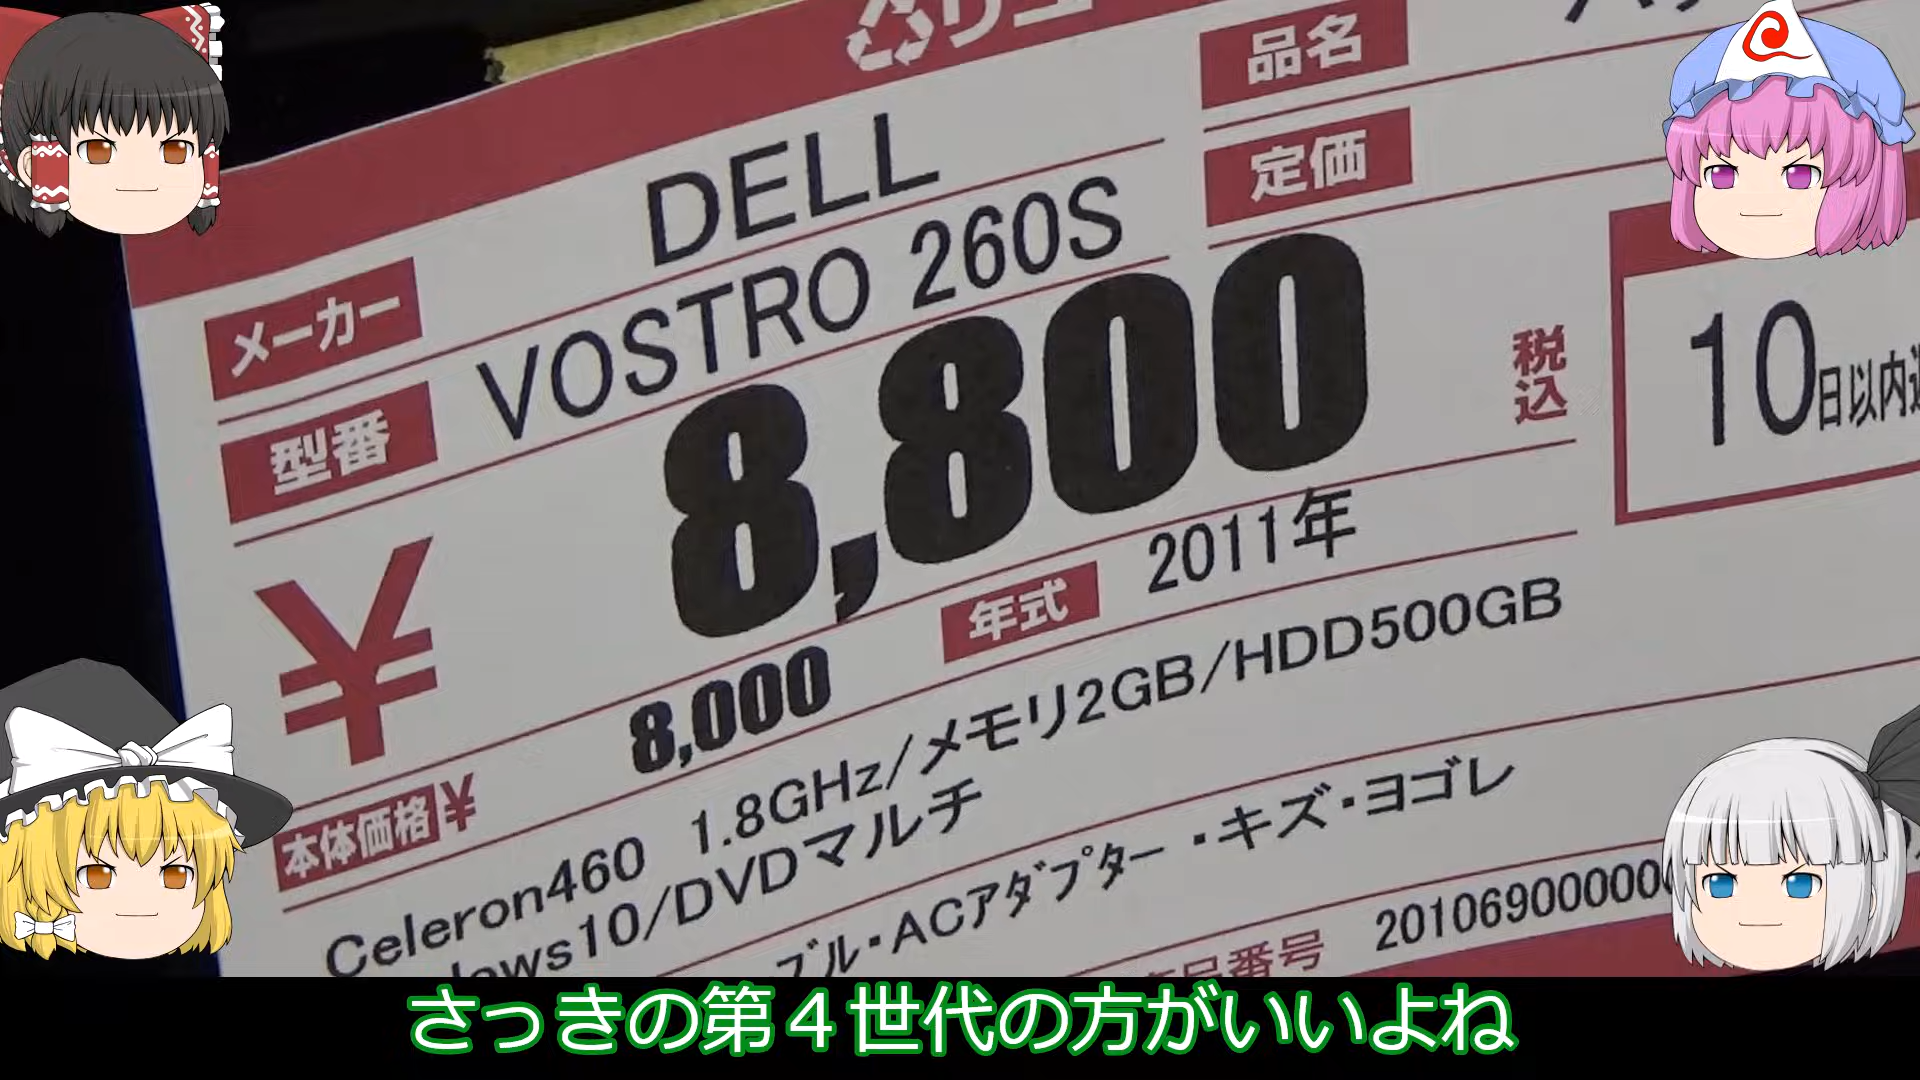 リユ
メーカー
DELL
型番
VOSTRO 260S
品名
定価
¥
8,800
税込
10日以内
本体価格¥
8,000
年式
2011年
Celeron460 1.8GHz/メモリ2GB/HDD500GB
ows10/DVDマルチ
ブル・ACアダプター ・キズ・ヨゴレ
番号
20106900000
さっきの第４世代の方がいいよね